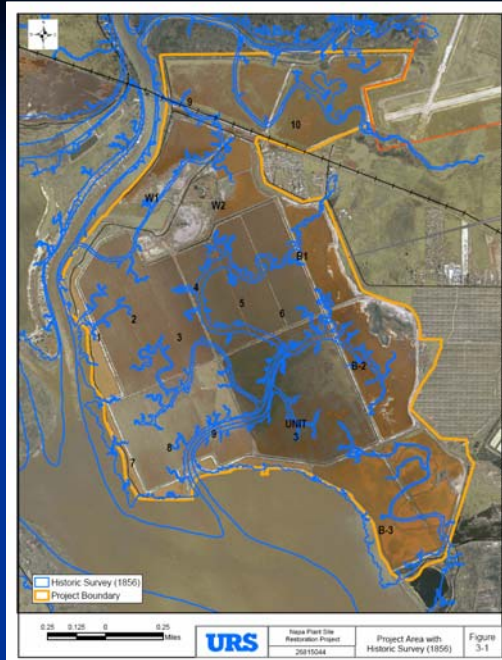 9
10
W1
W2
B1
4
2
5
6
1
3
B-2
UNIT
3
8
9
7
B-3
Historic Survey (1856)
Project Boundary
0.25 0.125 0 0.25
Miles
URS
Napa Plant Site
Restoration Project
26815044
Project Area with
Historic Survey (1856)
Figure
3-1